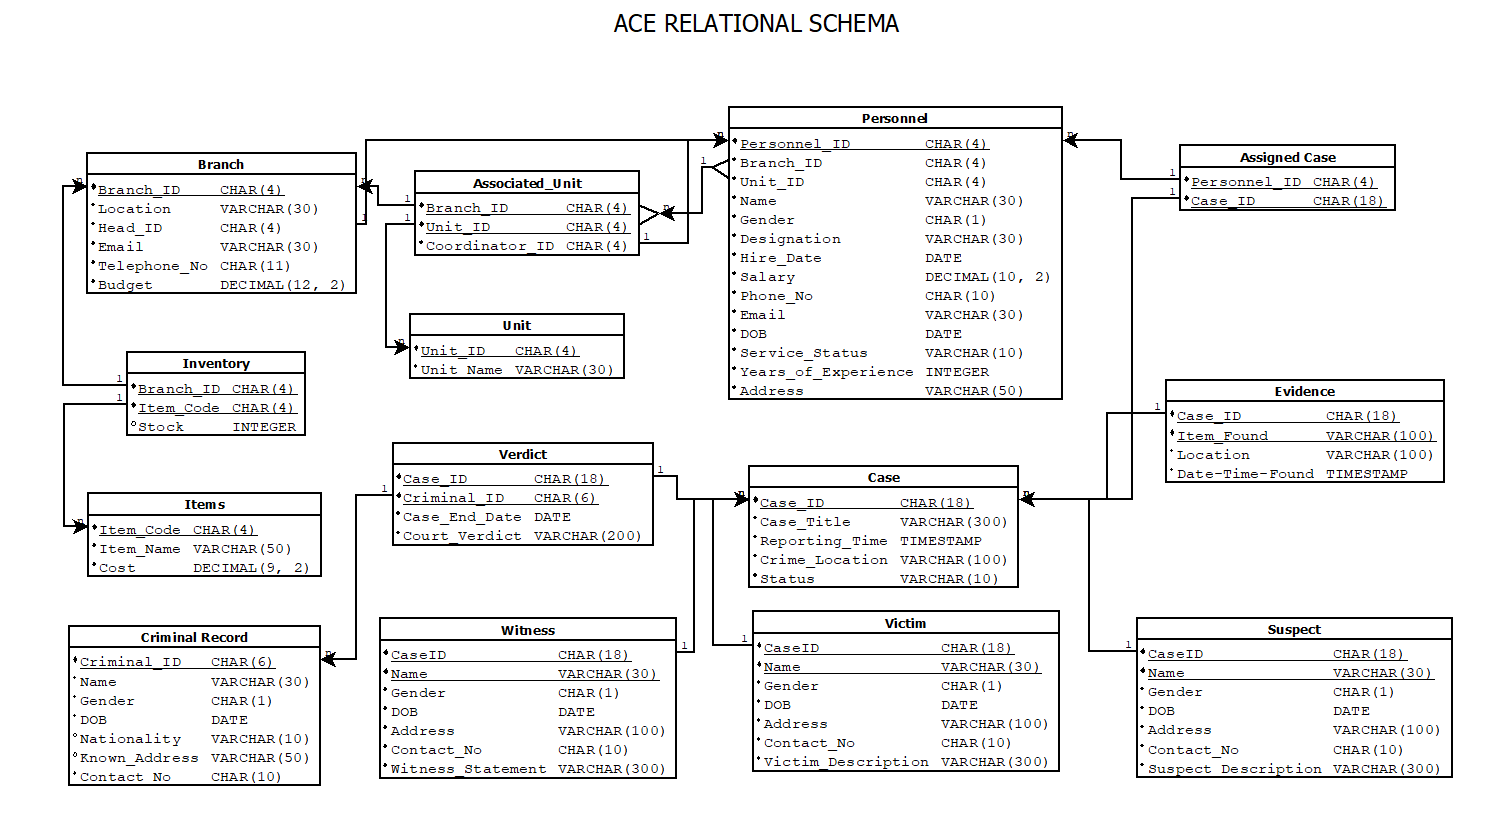 ACE RELATIONAL SCHEMA
Branch
Branch_ID CHAR(4)
Location VARCHAR(30)
Head_ID CHAR(4)
Email VARCHAR(30)
Telephone_No CHAR(11)
Budget DECIMAL(12, 2)
Associated_Unit
Branch_ID CHAR(4)
Unit_ID CHAR(4)
Coordinator_ID CHAR(4)
Personnel
Personnel_ID CHAR(4)
Branch_ID CHAR(4)
Unit_ID CHAR(4)
Name VARCHAR(30)
Gender CHAR(1)
Designation VARCHAR(30)
Hire_Date DATE
Salary DECIMAL(10, 2)
Phone_No CHAR(10)
Email VARCHAR(30)
DOB DATE
Service_Status VARCHAR(10)
Years_of_Experience INTEGER
Address VARCHAR(50)
Assigned Case
Personnel_ID CHAR(4)
Case_ID CHAR(18)
Unit
Unit_ID CHAR(4)
Unit_Name VARCHAR(30)
Inventory
Branch_ID CHAR(4)
Item_Code CHAR(4)
Stock INTEGER
Evidence
Case_ID CHAR(18)
Item_Found VARCHAR(100)
Location VARCHAR(100)
Date-Time-Found TIMESTAMP
Verdict
Case_ID CHAR(18)
Criminal_ID CHAR(6)
Case_End_Date DATE
Court_Verdict VARCHAR(200)
Case
Case_ID CHAR(18)
Case_Title VARCHAR(300)
Reporting_Time TIMESTAMP
Crime_Location VARCHAR(100)
Status VARCHAR(10)
Items
Item_Code CHAR(4)
Item_Name VARCHAR(50)
Cost DECIMAL(9, 2)
Criminal Record
Criminal_ID CHAR(6)
Name VARCHAR(30)
Gender CHAR(1)
DOB DATE
Nationality VARCHAR(10)
Known_Address VARCHAR(50)
Contact_No CHAR(10)
Witness
CaseID CHAR(18)
Name VARCHAR(30)
Gender CHAR(1)
DOB DATE
Address VARCHAR(100)
Contact_No CHAR(10)
Witness_Statement VARCHAR(300)
Victim
CaseID CHAR(18)
Name VARCHAR(30)
Gender CHAR(1)
DOB DATE
Address VARCHAR(100)
Contact_No CHAR(10)
Victim_Description VARCHAR(300)
Suspect
CaseID CHAR(18)
Name VARCHAR(30)
Gender CHAR(1)
DOB DATE
Address VARCHAR(100)
Contact_No CHAR(10)
Suspect_Description VARCHAR(300)